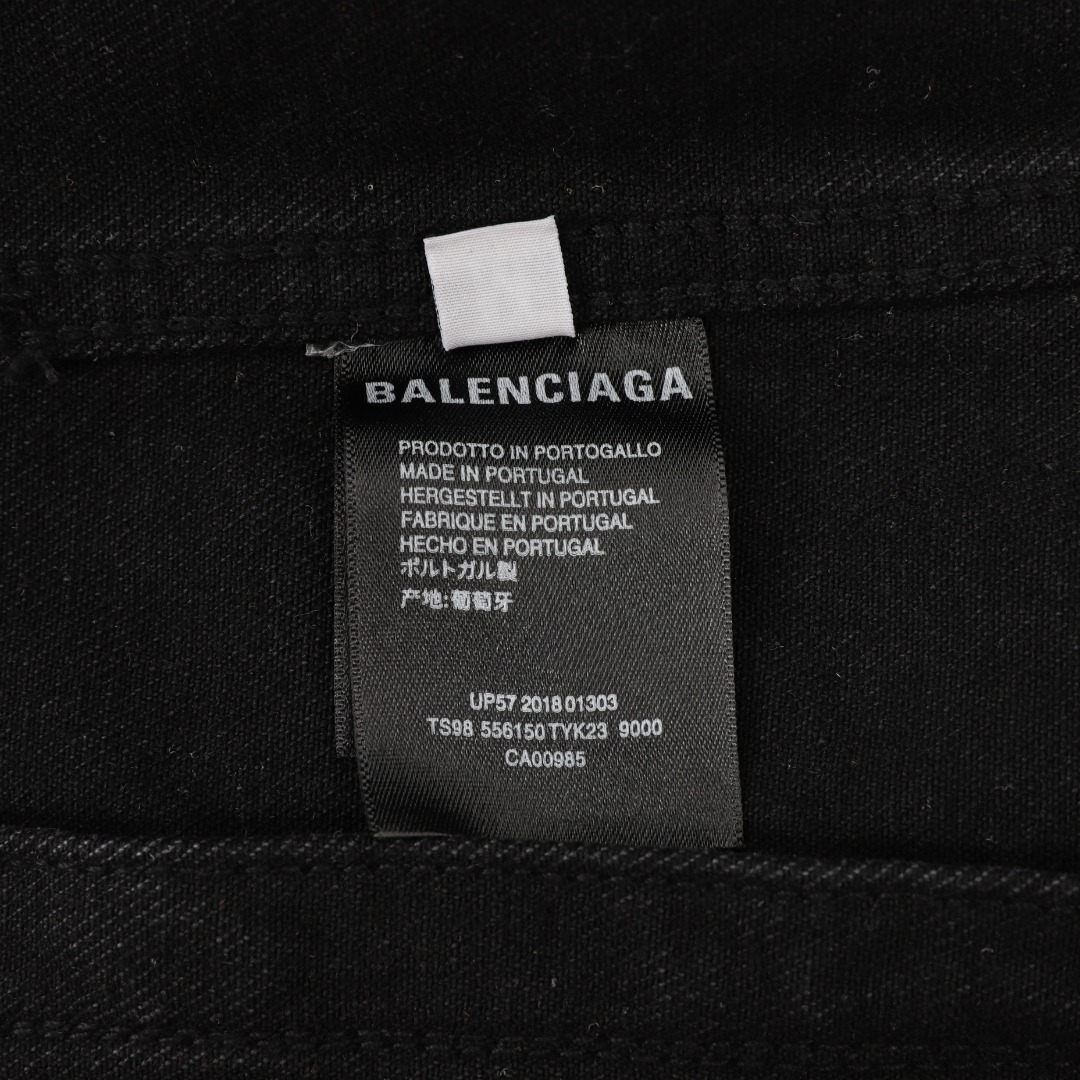 BALENCIAGA
PRODOTTO IN PORTOGALLO
MADE IN PORTUGAL
HERGESTELLT IN PORTUGAL
FABRIQUE EN PORTUGAL
HECHO EN PORTUGAL
ポルトガル製
产地:葡萄牙
UP57 2018 01303
TS98 556150 TYK23 9000
CA00985